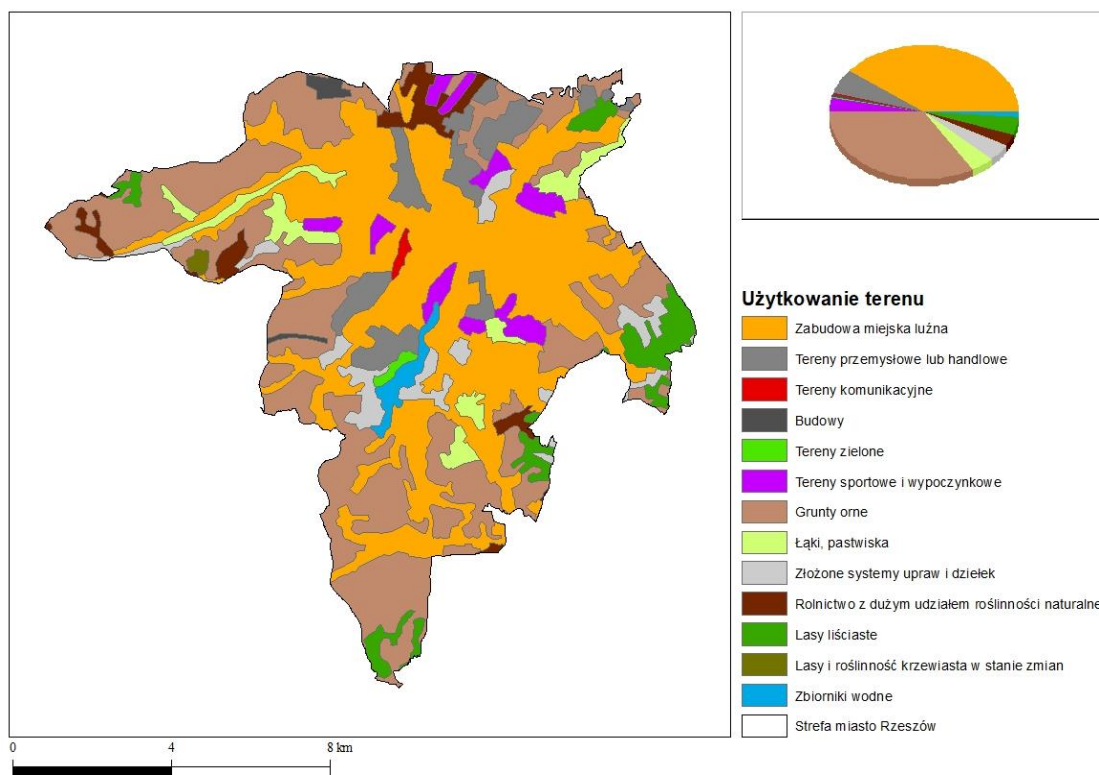 Użytkowanie terenu
Zabudowa miejska luźna
Tereny przemysłowe lub handlowe
Tereny komunikacyjne
Budowy
Tereny zielone
Tereny sportowe i wypoczynkowe
Grunty orne
Łąki, pastwiska
Złożone systemy upraw i dziełek
Rolnictwo z dużym udziałem roślinności naturalne
Lasy liściaste
Lasy i roślinność krzewiasta w stanie zmian
Zbiorniki wodne
Strefa miasto Rzeszów
0 4 8 km